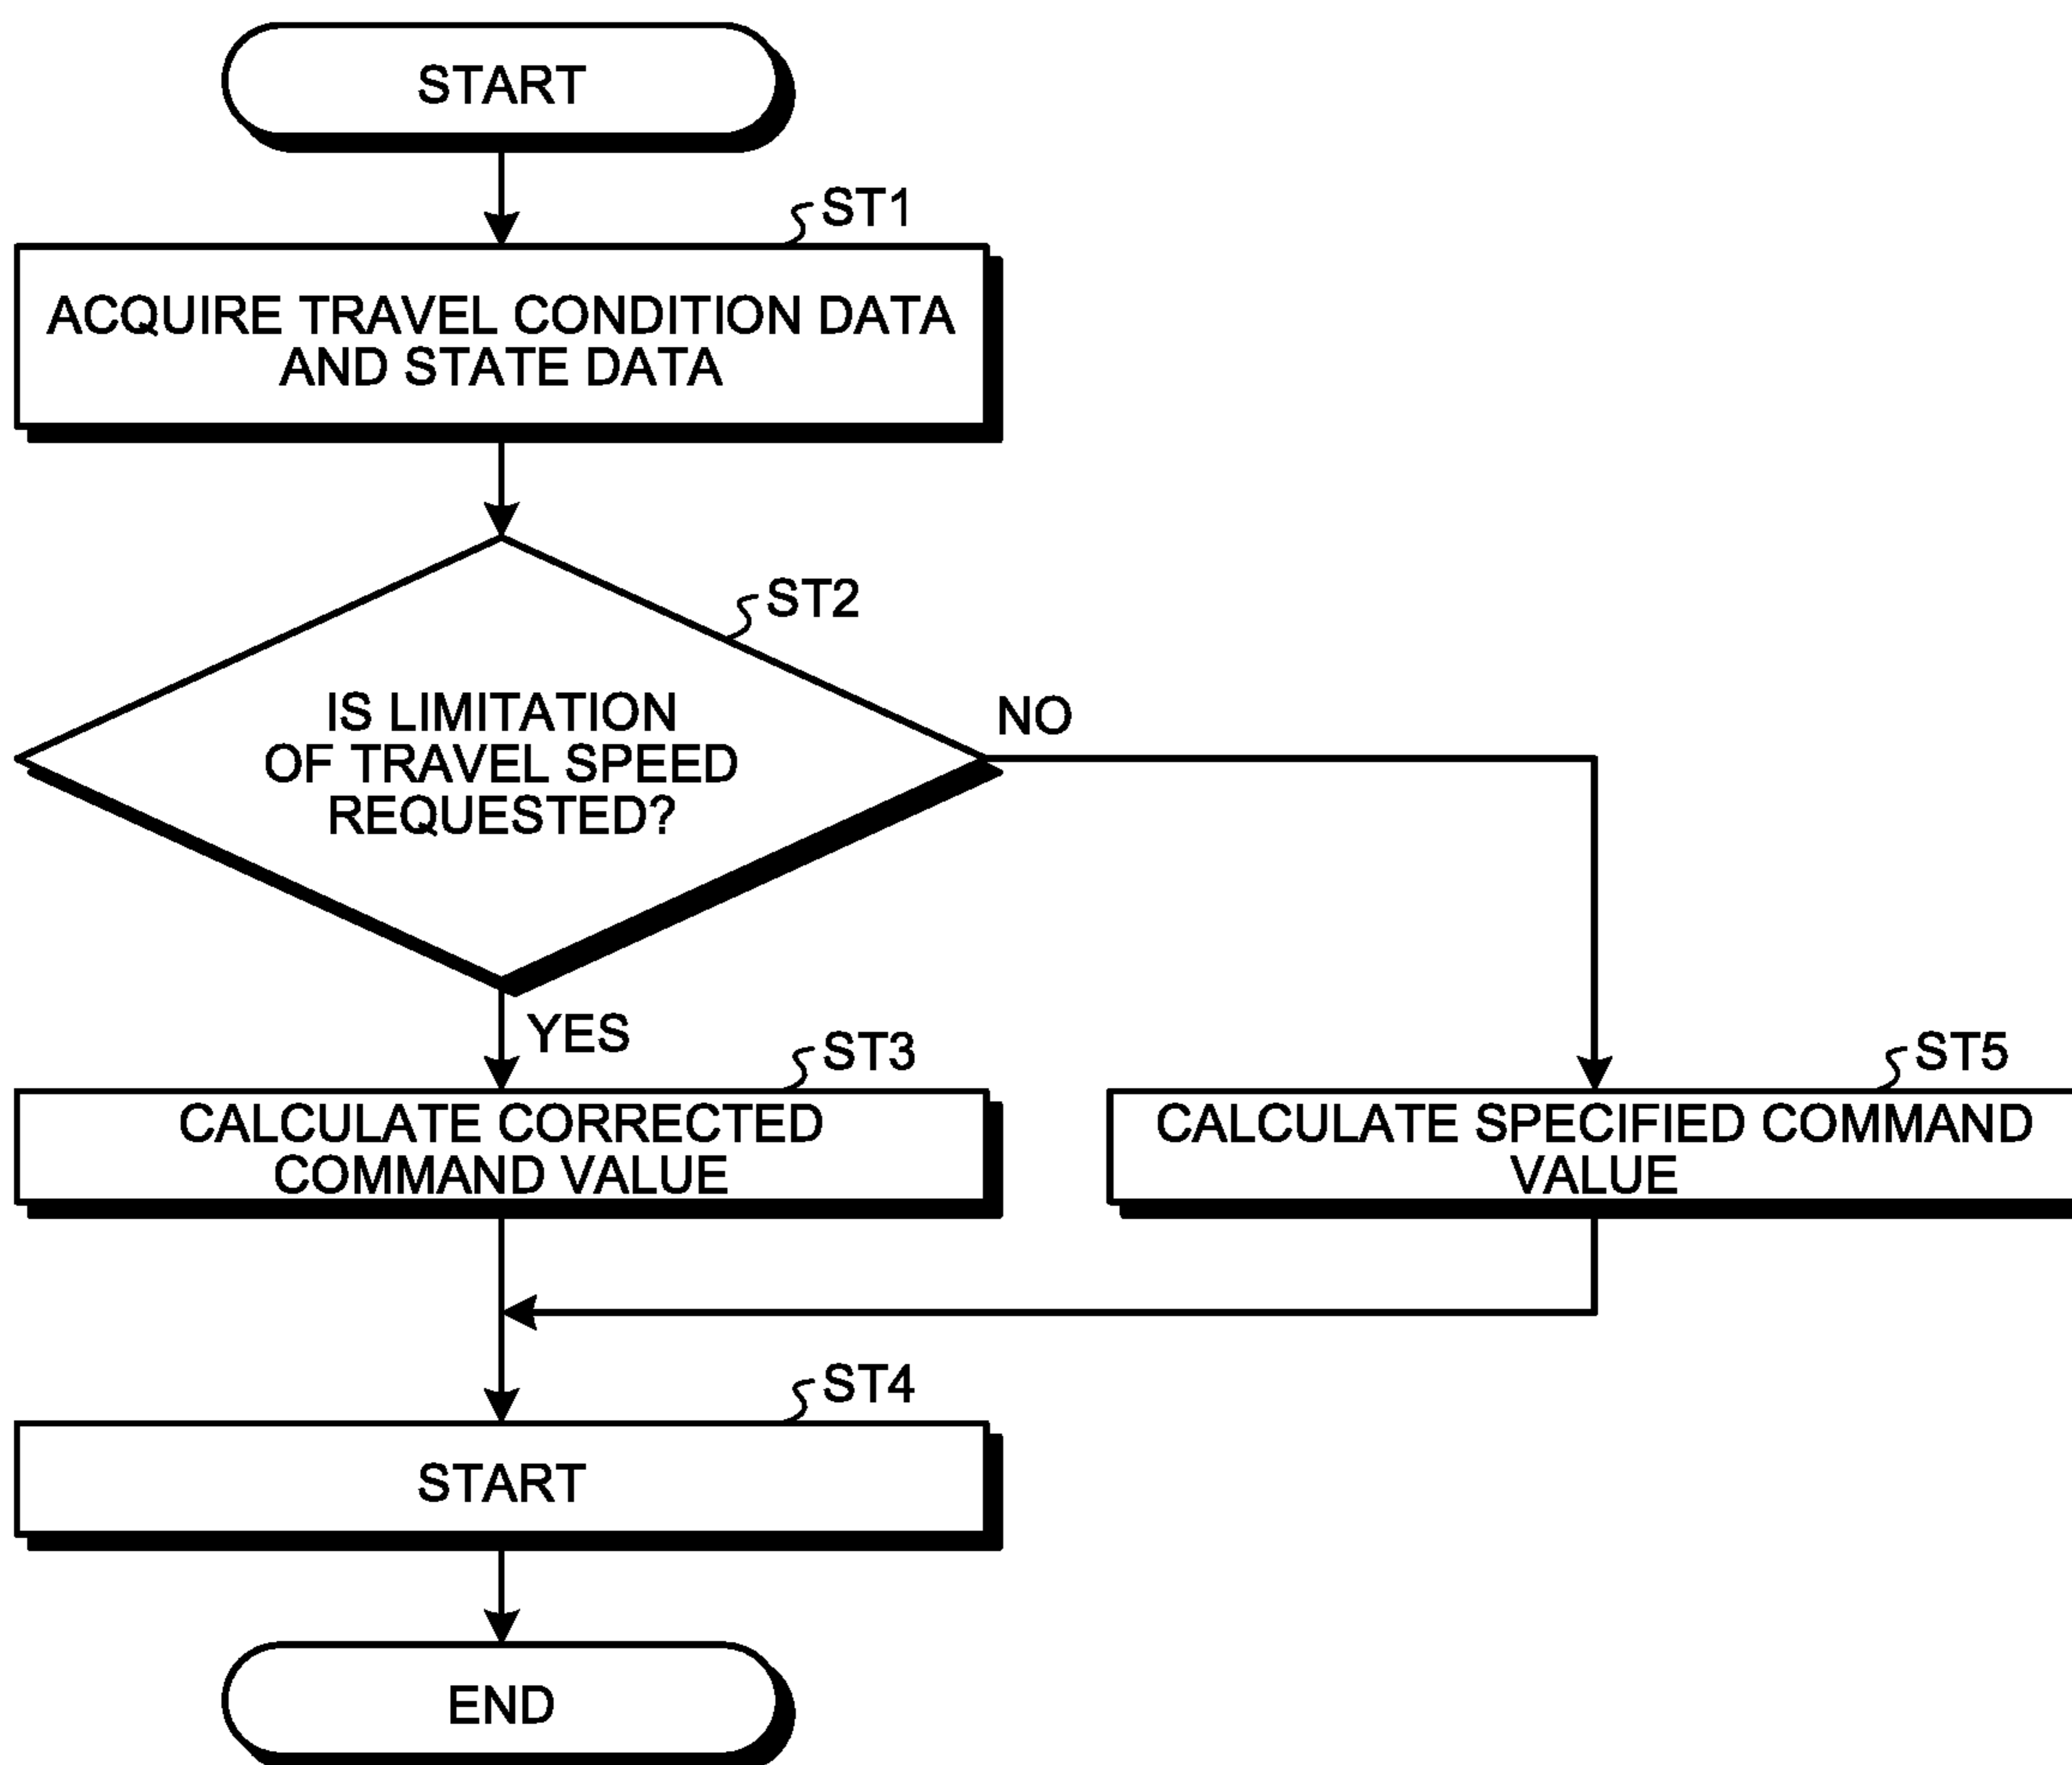 START
ST1
ACQUIRE TRAVEL CONDITION DATA
AND STATE DATA
ST2
IS LIMITATION
OF TRAVEL SPEED
REQUESTED?
NO
YES
ST3
CALCULATE CORRECTED
COMMAND VALUE
ST5
CALCULATE SPECIFIED COMMAND
VALUE
ST4
START
END